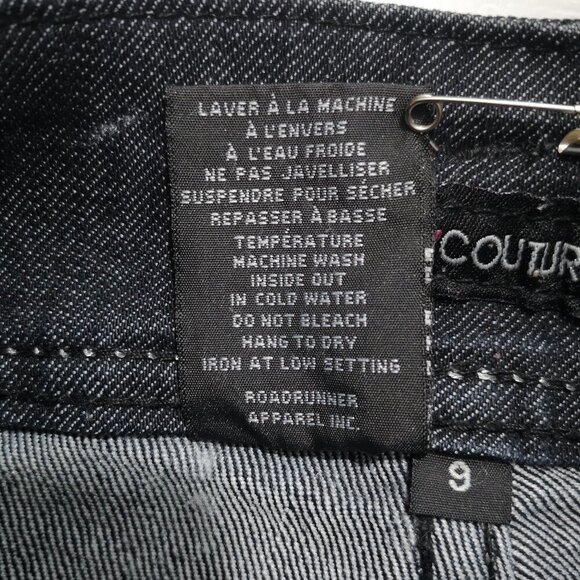 LAVER À LA MACHINE
À L'ENVERS
À L'EAU FROIDE
NE PAS JAVELLISER
SUSPENDRE POUR SÉCHER
REPASSER À BASSE
TEMPÉRATURE
MACHINE WASH
INSIDE OUT
IN COLD WATER
DO NOT BLEACH
HANG TO DRY
IRON AT LOW SETTING
ROADRUNNER
APPAREL INC.
COUTUR
9